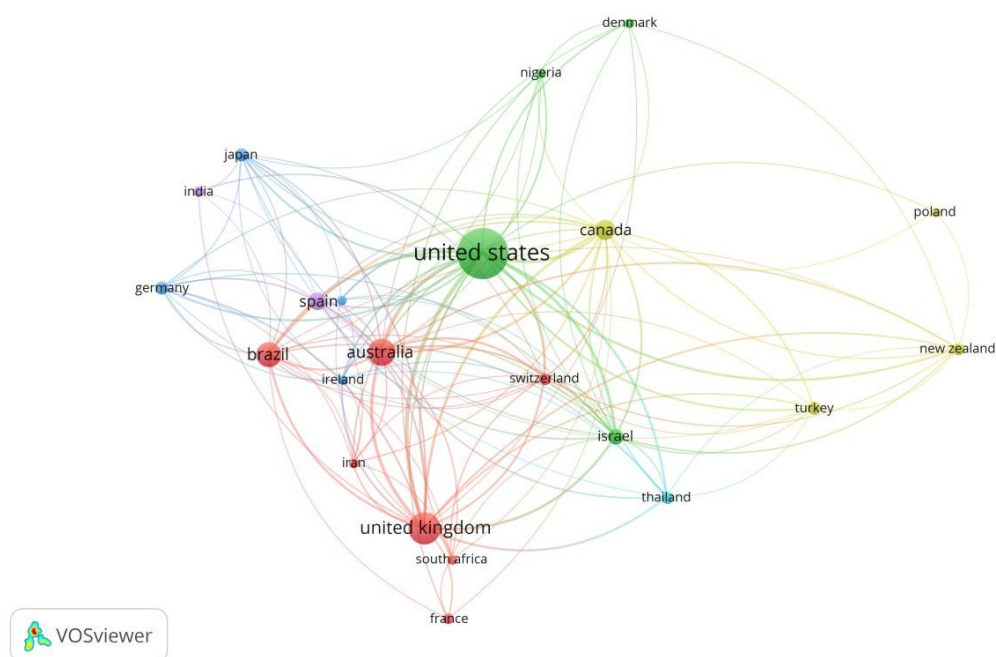 denmark
nigeria
japan
india
poland
canada
united states
germany
spain
brazil
australia
new zealand
ireland
switzerland
turkey
israel
iran
thailand
united kingdom
south africa
france
VOSviewer